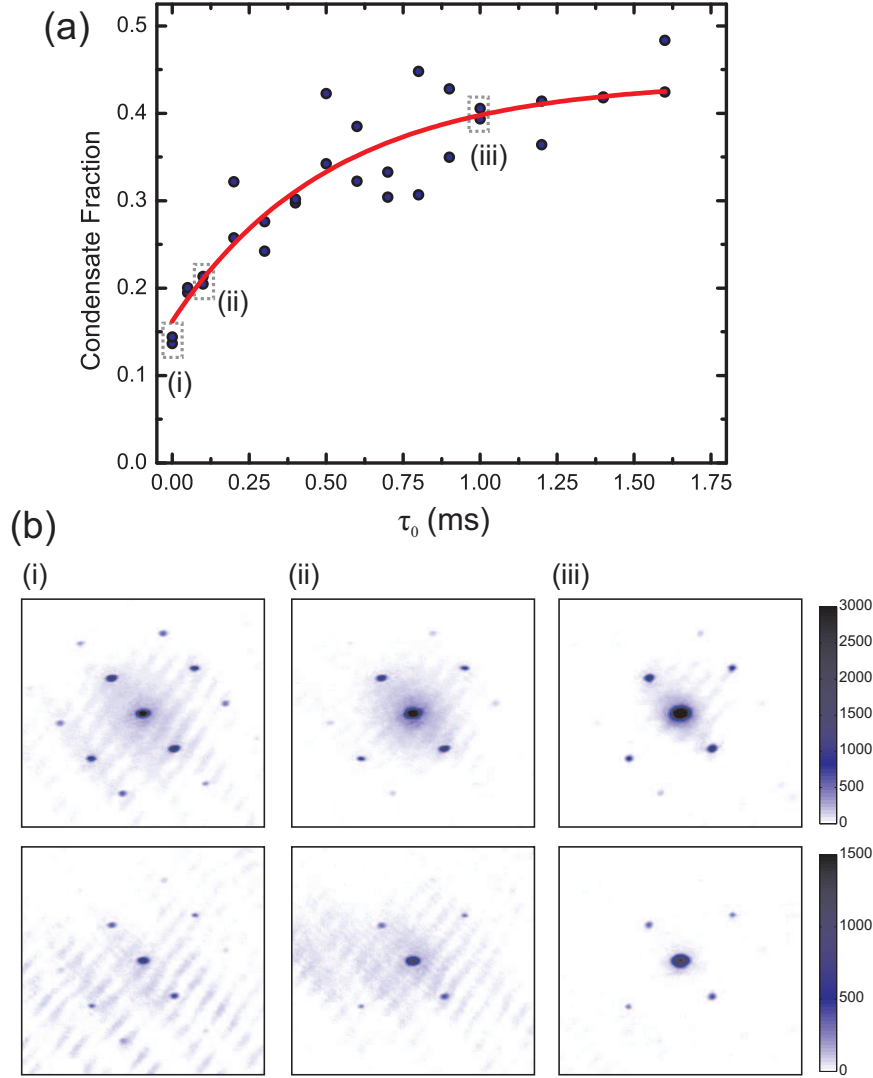 (a)
0.5
0.4
0.3
0.2
0.1
0.0
Condensate Fraction
(i)
(ii)
(iii)
0.00 0.25 0.50 0.75 1.00 1.25 1.50 1.75
τ₀ (ms)
(b)
(i) (ii) (iii)
3000
2500
2000
1500
1000
500
0
1500
1000
500
0